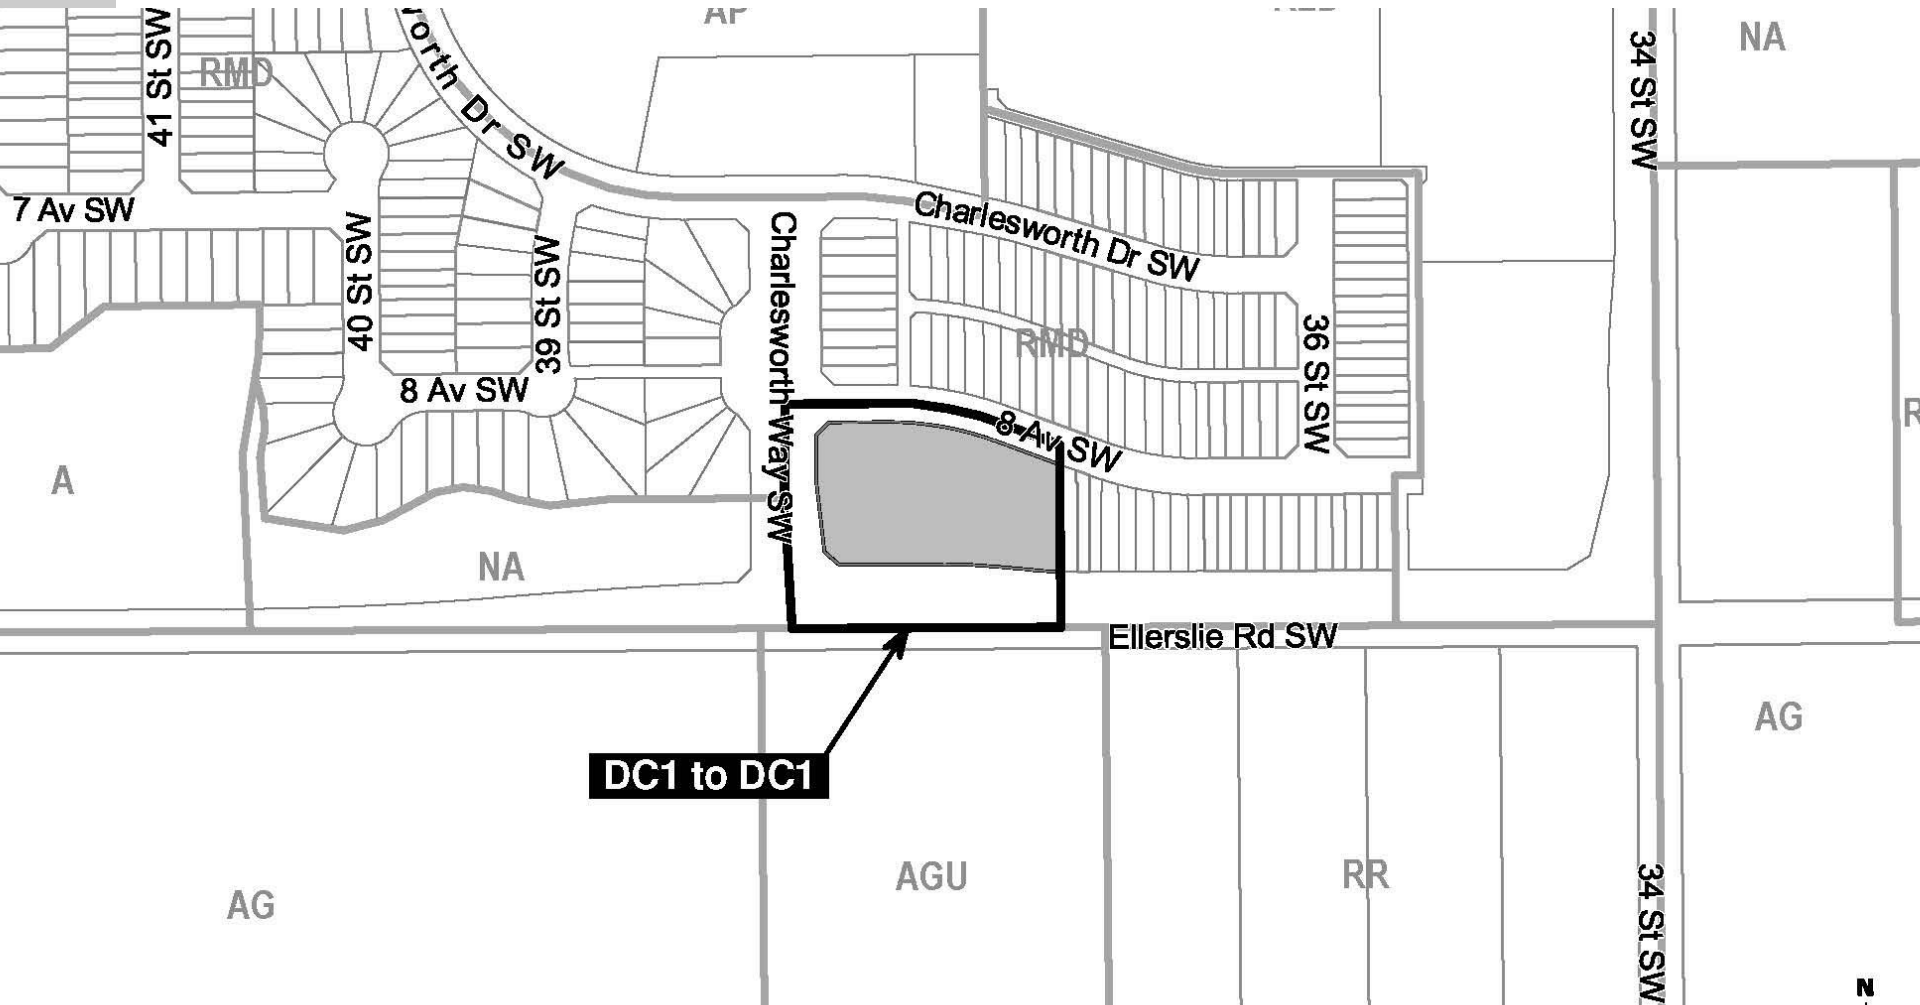 AP
NA
RMD
41 St SW
34 St SW
Dr SW
7 Av SW
Charlesworth Dr SW
40 St SW
39 St SW
Charlesworth Way SW
RMD
36 St SW
8 Av SW
8 Av SW
A
NA
Ellerslie Rd SW
DC1 to DC1
AG
AGU
RR
AG
34 St SW
N